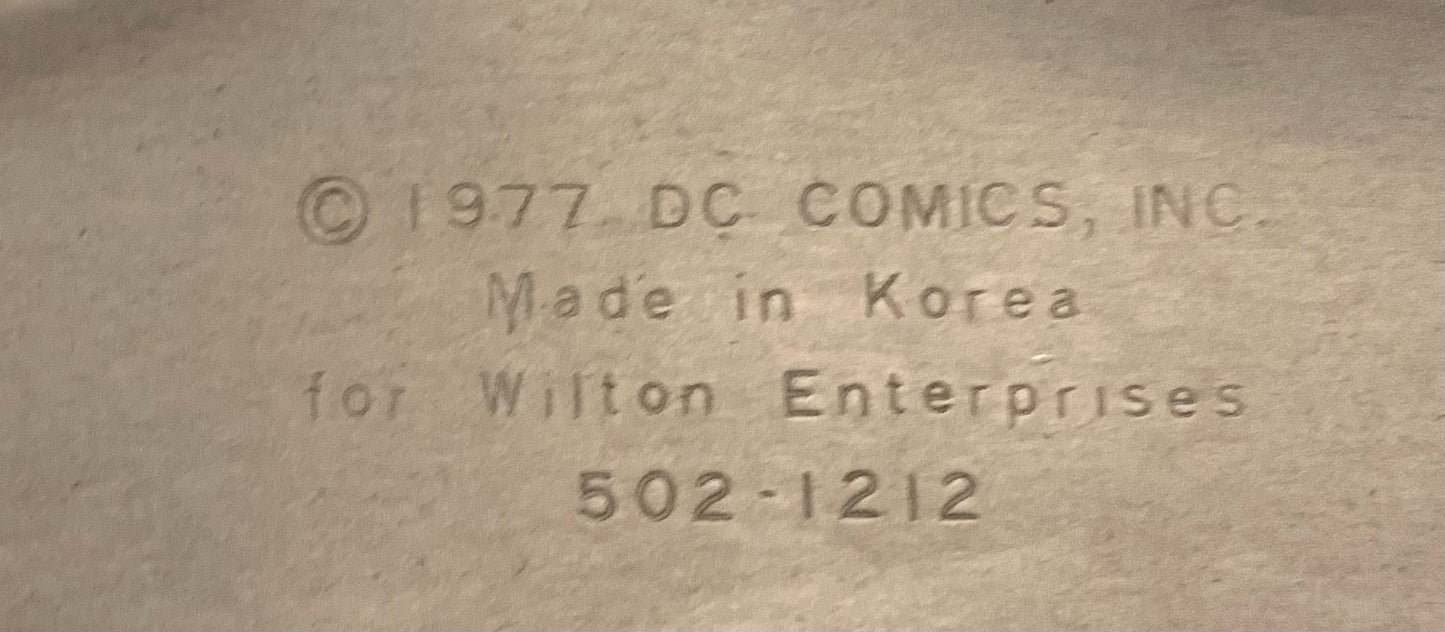 © 1977 DC COMICS, INC.
Made in Korea
for Wilton Enterprises
502-1212